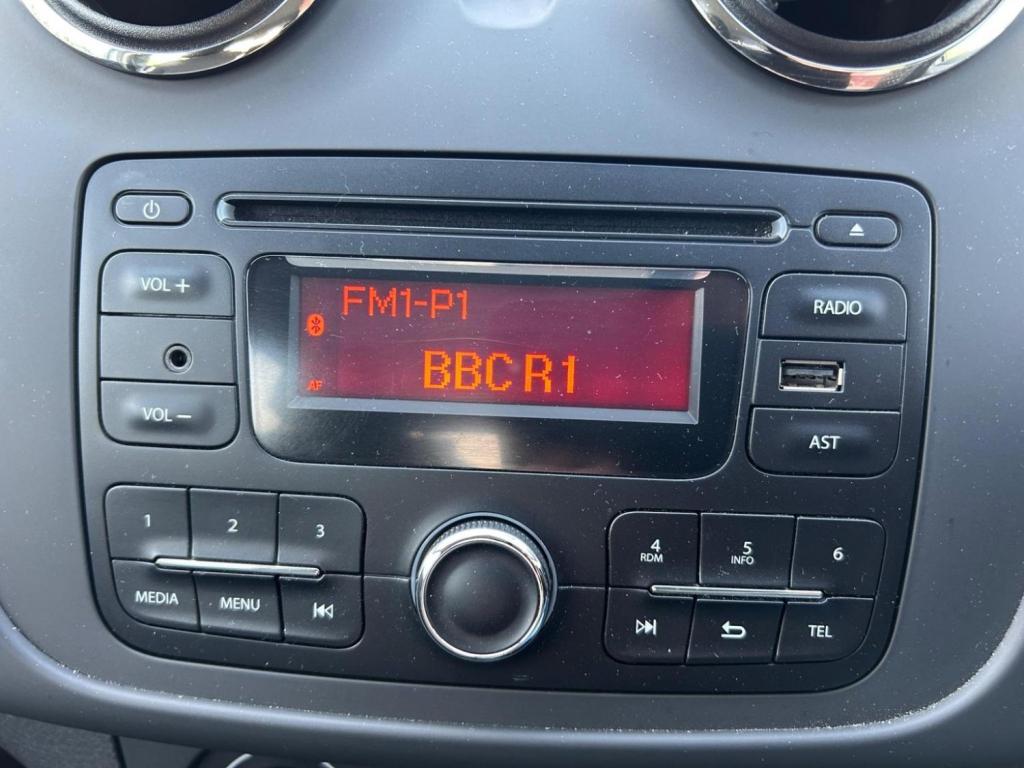 VOL +
FM1-P1
AF
BBC R1
RADIO
VOL −
AST
1 2 3
4 RDM
5 INFO
6
MEDIA MENU
TEL